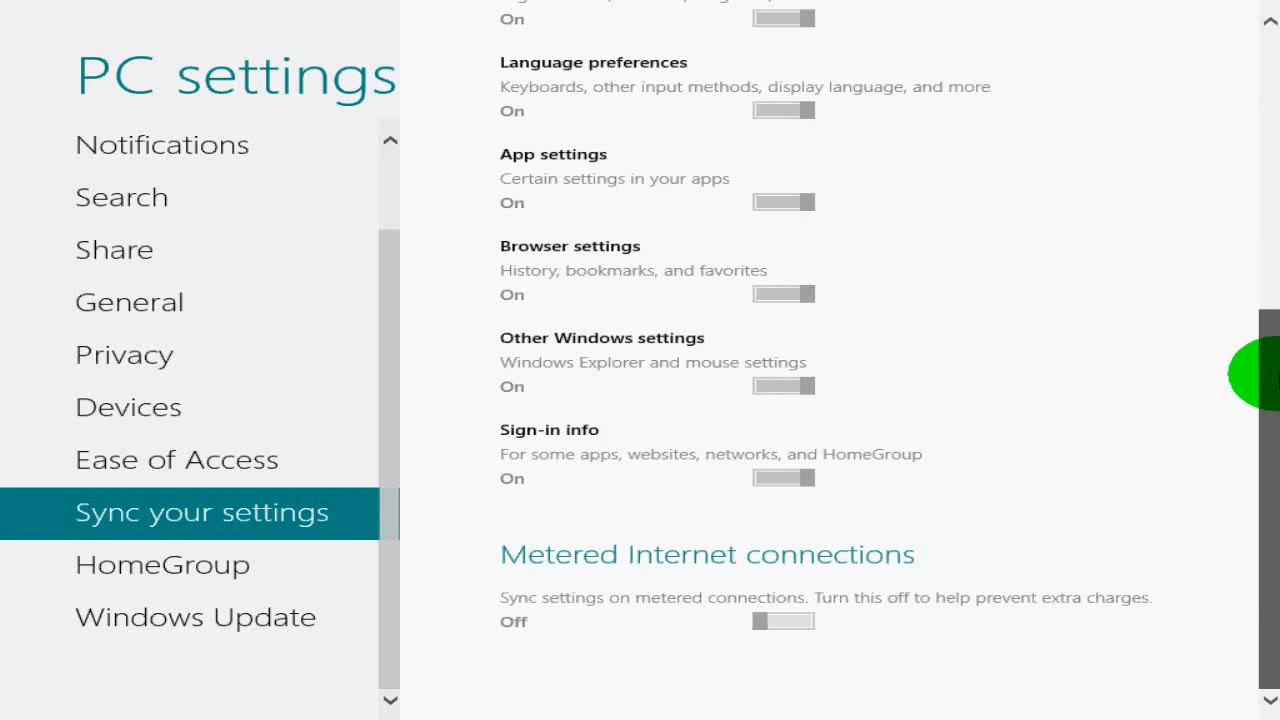 PC settings
Notifications
Search
Share
General
Privacy
Devices
Ease of Access
Sync your settings
HomeGroup
Windows Update
On
Language preferences
Keyboards, other input methods, display language, and more
On
App settings
Certain settings in your apps
On
Browser settings
History, bookmarks, and favorites
On
Other Windows settings
Windows Explorer and mouse settings
On
Sign-in info
For some apps, websites, networks, and HomeGroup
On
Metered Internet connections
Sync settings on metered connections. Turn this off to help prevent extra charges.
Off